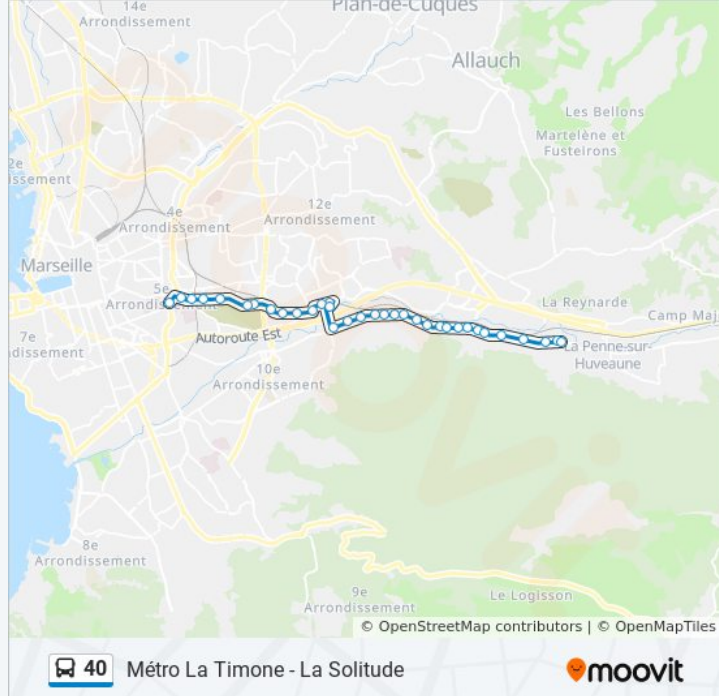 14e
Arrondissement
Plan-de-Cuques
Allauch
Les Bellons
Martelène et
Fusteirons
2e
issement
4e
Arrondissement
12e
Arrondissement
Marseille
5e
Arrondissement
La Reynarde
Camp Maj
7e
dissement
Autoroute Est
La Penne-sur-
Huveaune
10e
Arrondissement
8e
Arrondissement
9e
Arrondissement
Le Logisson
© OpenStreetMap contributors | © OpenMapTiles
40 Métro La Timone - La Solitude
moovit